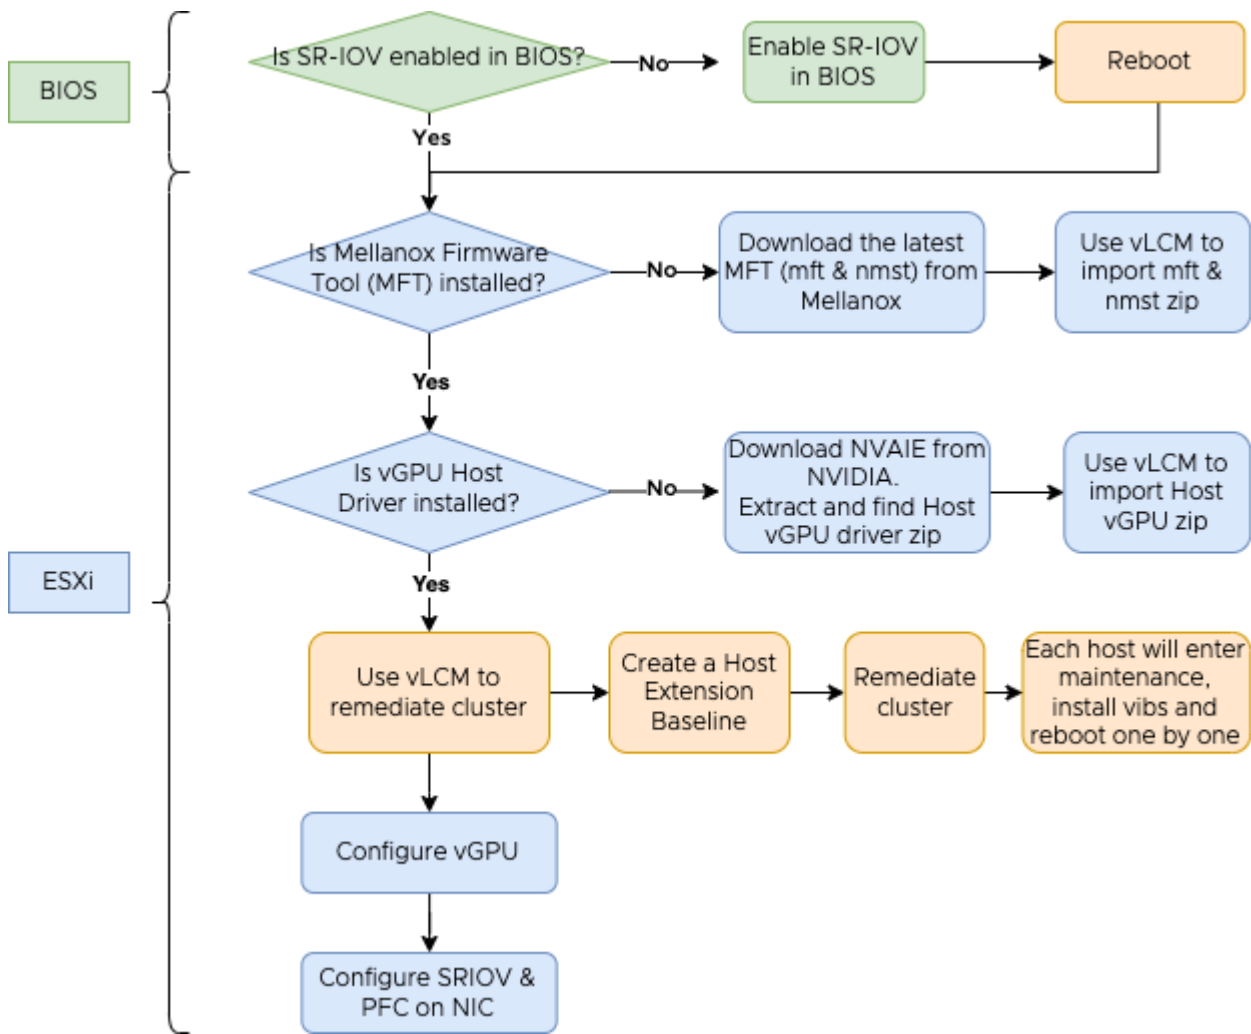 BIOS
Is SR-IOV enabled in BIOS?
No
Enable SR-IOV
in BIOS
Reboot
Yes
Is Mellanox Firmware
Tool (MFT) installed?
No
Download the latest
MFT (mft & nmst) from
Mellanox
Use vLCM to
import mft &
nmst zip
Yes
Is vGPU Host
Driver installed?
No
Download NVAIE from
NVIDIA.
Extract and find Host
vGPU driver zip
Use vLCM to
import Host
vGPU zip
ESXi
Yes
Use vLCM to
remediate cluster
Create a Host
Extension
Baseline
Remediate
cluster
Each host will enter
maintenance,
install vibs and
reboot one by one
Configure vGPU
Configure SRIOV &
PFC on NIC